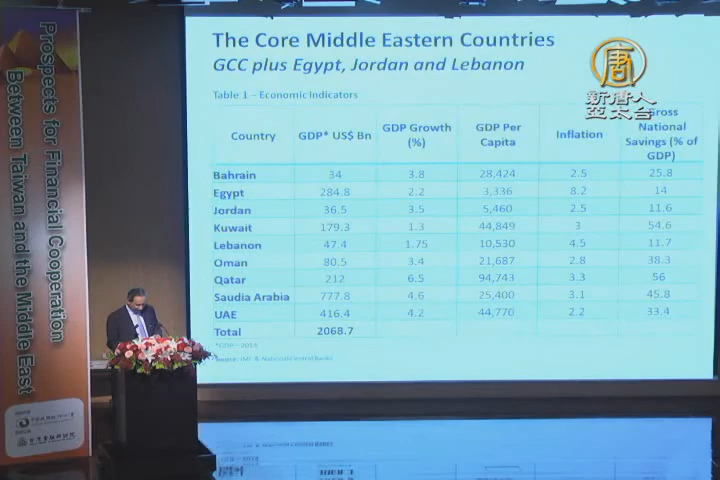 Prospects for Financial Cooperation
Between Taiwan and the Middle East
The Core Middle Eastern Countries
GCC plus Egypt, Jordan and Lebanon
唐
新唐人
亞太台
Table 1 – Economic Indicators
Country GDP* US$ Bn GDP Growth (%) GDP Per Capita Inflation Gross National Savings (% of GDP)
Bahrain 34 3.8 28,424 2.5 25.8
Egypt 284.8 2.2 3,336 8.2 14
Jordan 36.5 3.5 5,460 2.5 11.6
Kuwait 179.3 1.3 44,849 3 54.6
Lebanon 47.4 1.75 10,530 4.5 11.7
Oman 80.5 3.4 21,687 2.8 38.3
Qatar 212 6.5 94,743 3.3 56
Saudia Arabia 777.8 4.6 25,400 3.1 45.8
UAE 416.4 4.2 44,770 2.2 33.4
Total 2068.7
Source: IMF & National Central Banks